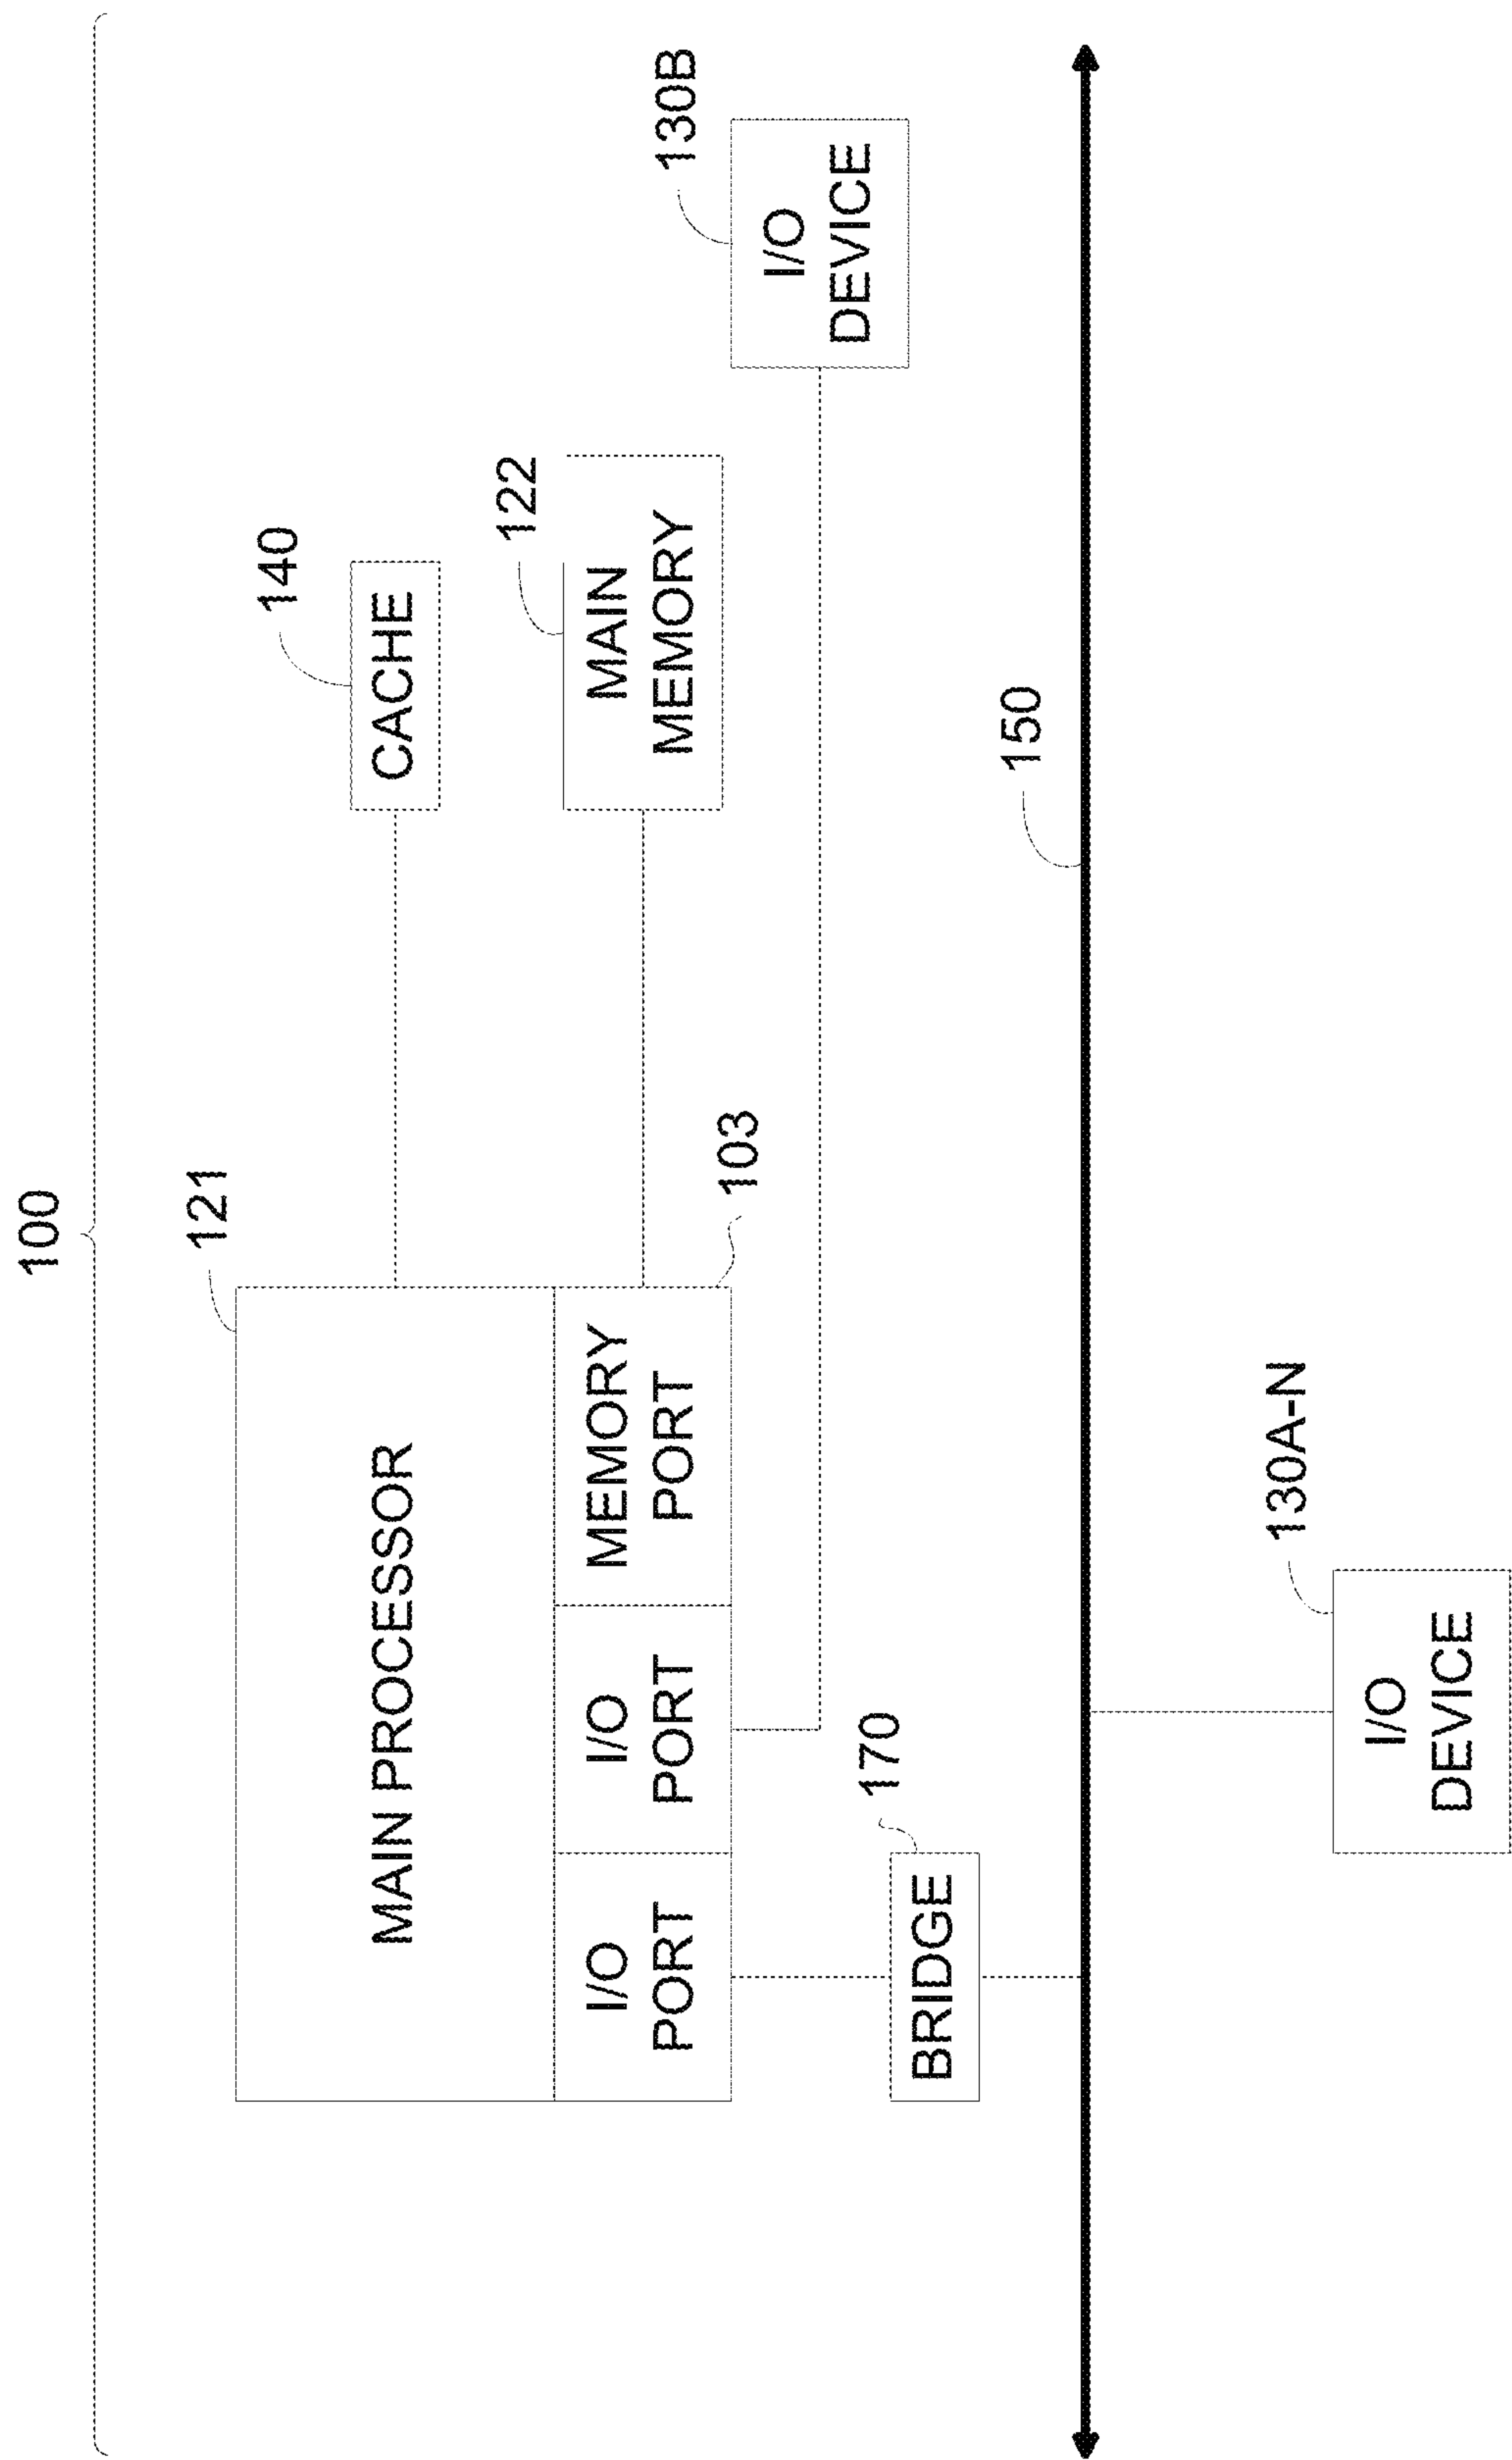 100
121
MAIN PROCESSOR
I/O
PORT
I/O
PORT
MEMORY
PORT
103
140
CACHE
122
MAIN
MEMORY
130B
I/O
DEVICE
170
BRIDGE
150
130A-N
I/O
DEVICE